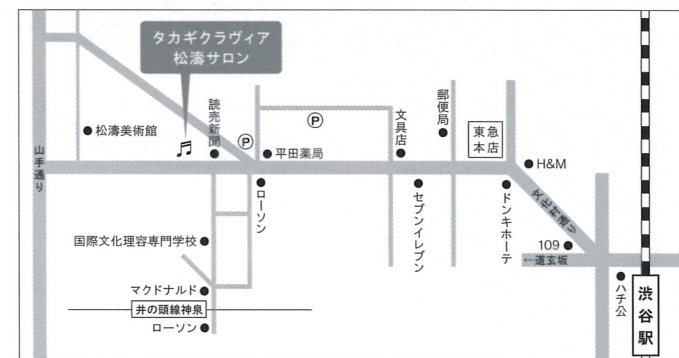 タカギクラヴィア
松濤サロン
松濤美術館
読売新聞
Ⓟ
Ⓟ
平田薬局
文具店
郵便局
東急
本店
H&M
山手通り
ローソン
セブンイレブン
ドンキホーテ
文化村通り
109
←道玄坂
ハチ公
渋谷駅
国際文化理容専門学校
マクドナルド
井の頭線神泉
ローソン